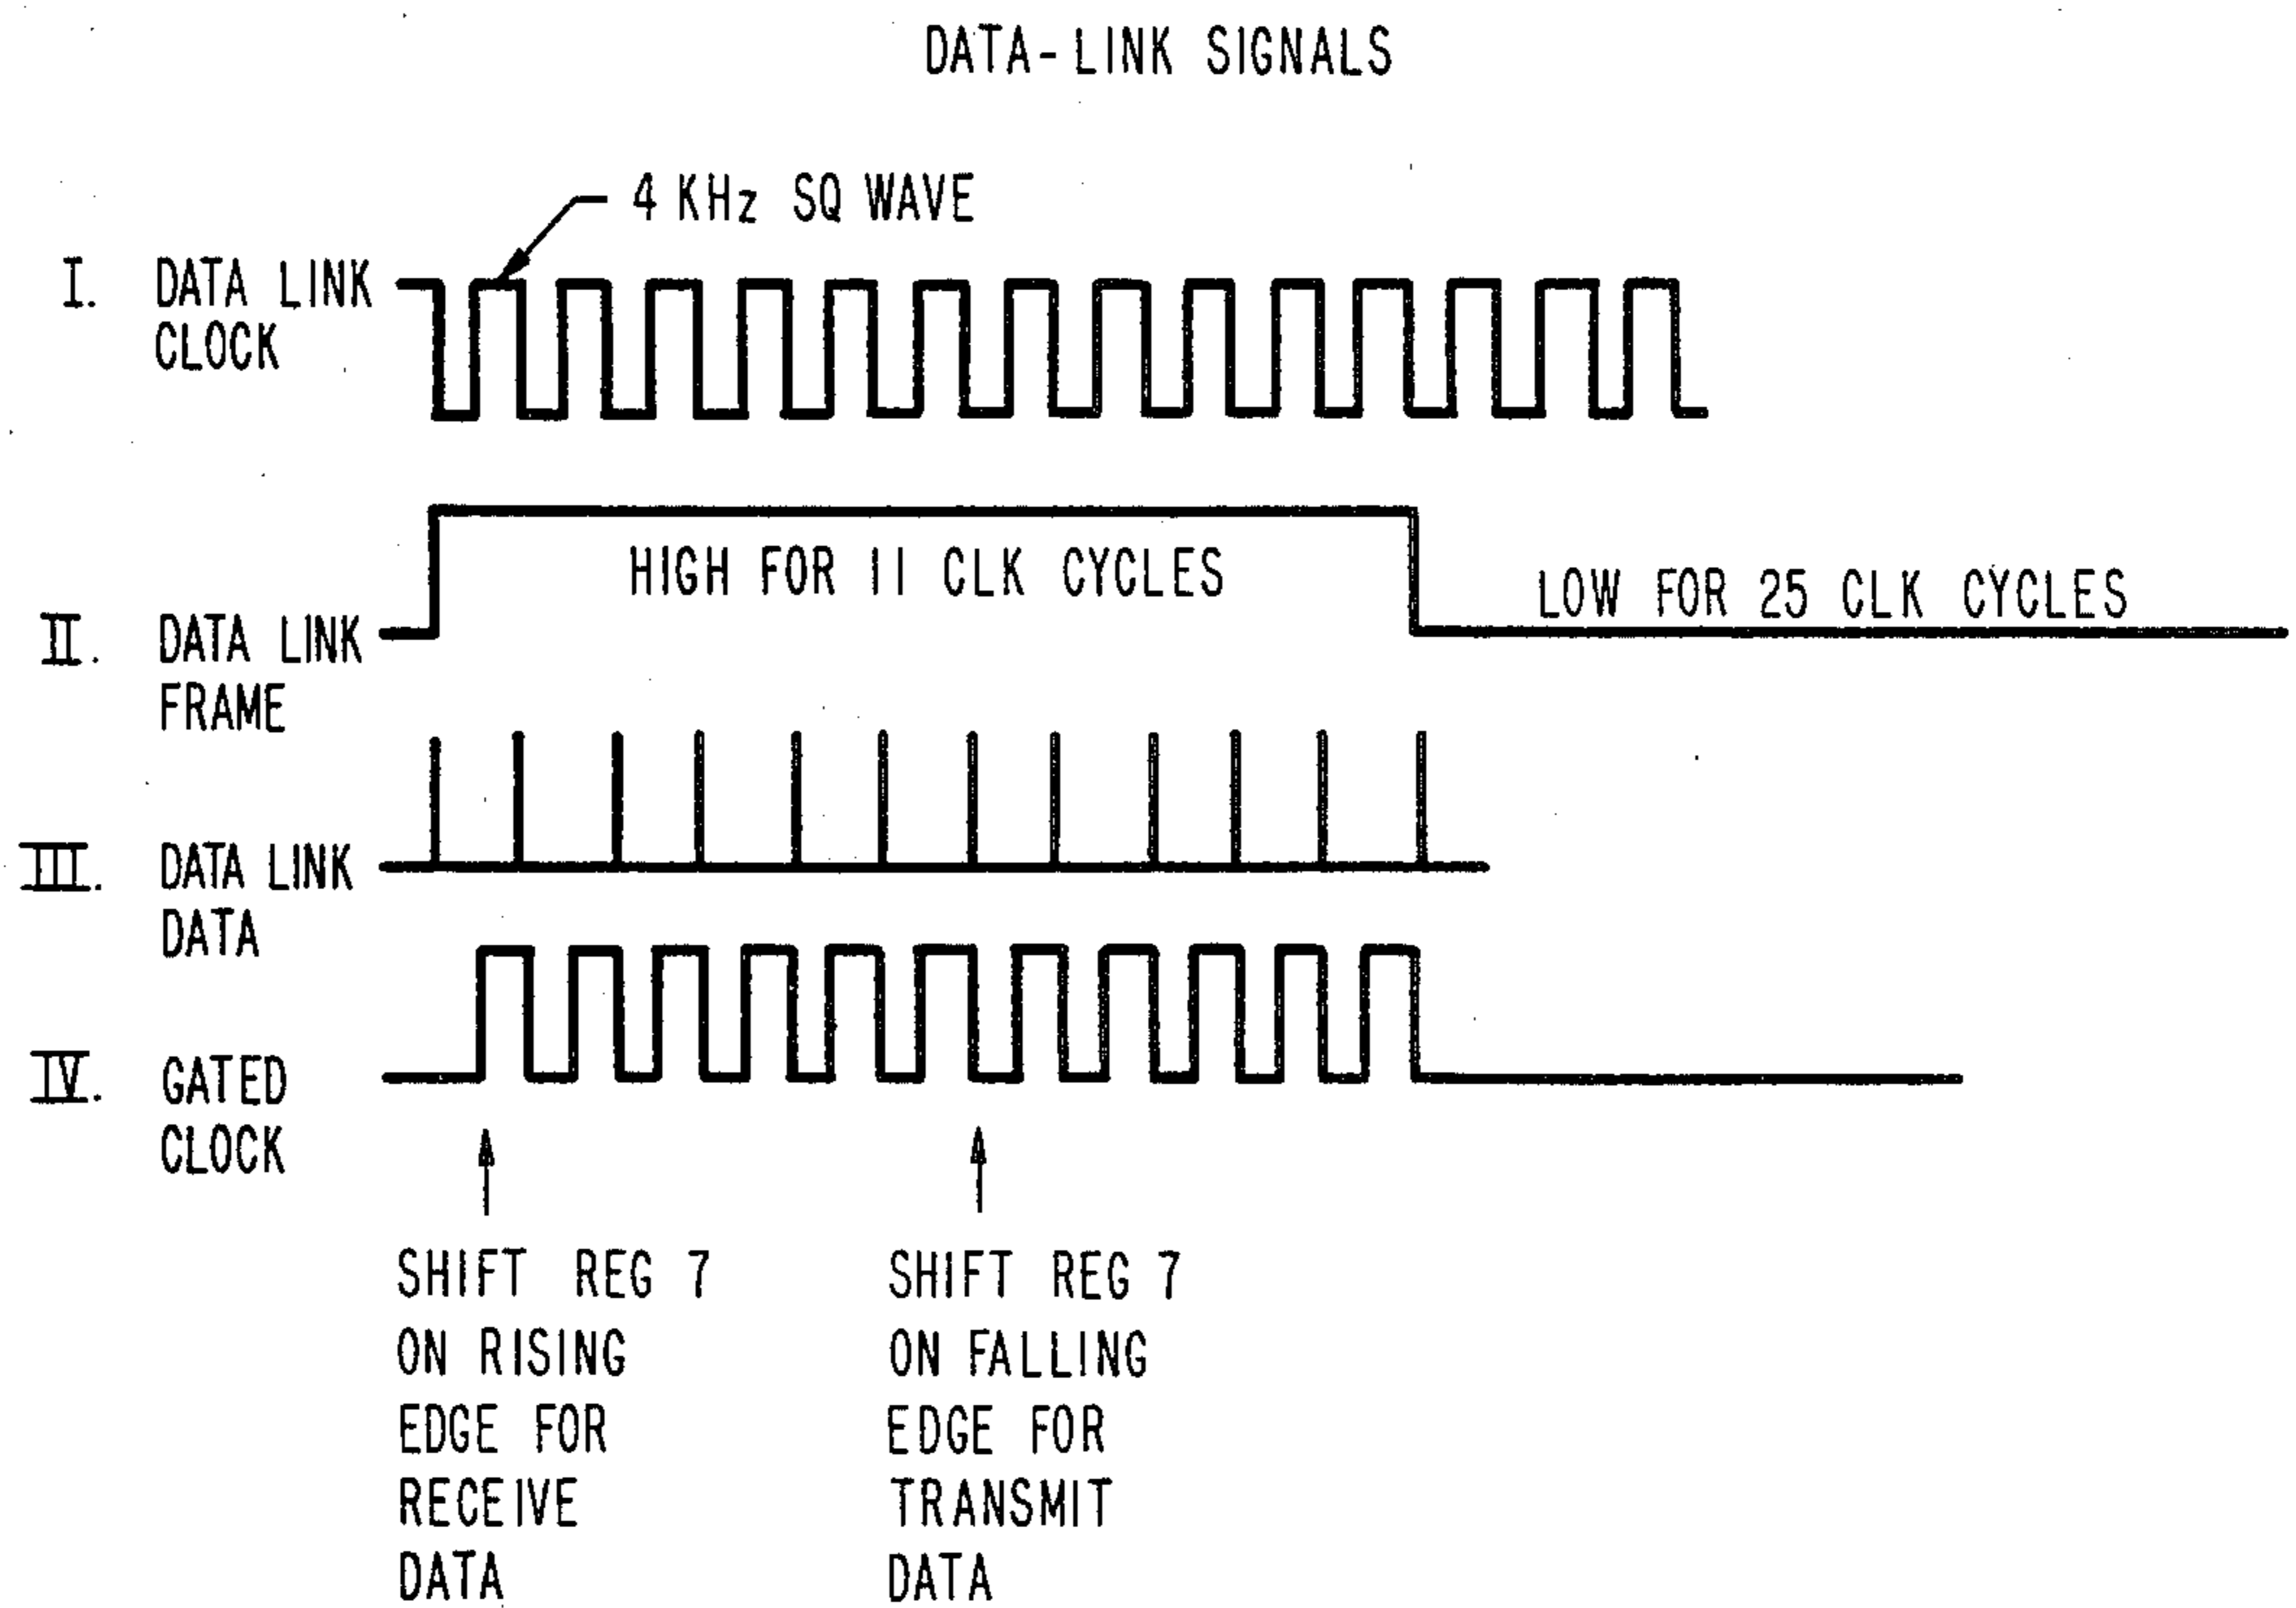 DATA-LINK SIGNALS
4 KHz SQ WAVE
I. DATA LINK
CLOCK
HIGH FOR 11 CLK CYCLES
LOW FOR 25 CLK CYCLES
II. DATA LINK
FRAME
III. DATA LINK
DATA
IV. GATED
CLOCK
SHIFT REG 7
ON RISING
EDGE FOR
RECEIVE
DATA
SHIFT REG 7
ON FALLING
EDGE FOR
TRANSMIT
DATA